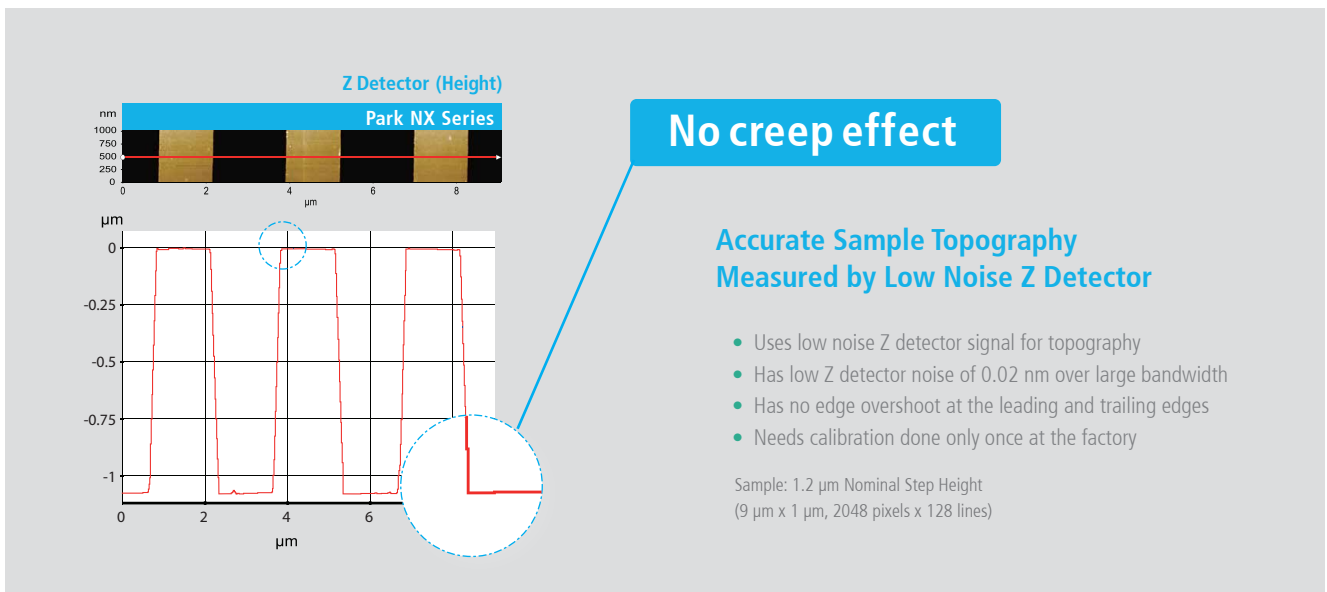 Z Detector (Height)
Park NX Series
nm
1000
750
500
250
0
0 2 4 6 8
µm
µm
0
-0.25
-0.5
-0.75
-1
0 2 4 6
µm
No creep effect
Accurate Sample Topography
Measured by Low Noise Z Detector
• Uses low noise Z detector signal for topography
• Has low Z detector noise of 0.02 nm over large bandwidth
• Has no edge overshoot at the leading and trailing edges
• Needs calibration done only once at the factory
Sample: 1.2 µm Nominal Step Height
(9 µm x 1 µm, 2048 pixels x 128 lines)